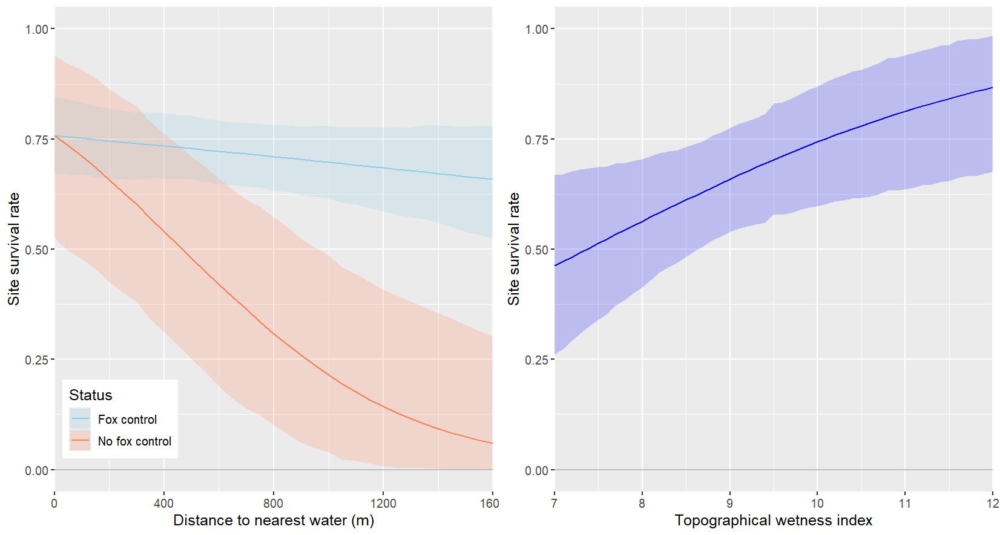 1.00
0.75
0.50
0.25
0.00
Site survival rate
Status
Fox control
No fox control
0 400 800 1200 160
Distance to nearest water (m)
1.00
0.75
0.50
0.25
0.00
Site survival rate
7 8 9 10 11 12
Topographical wetness index